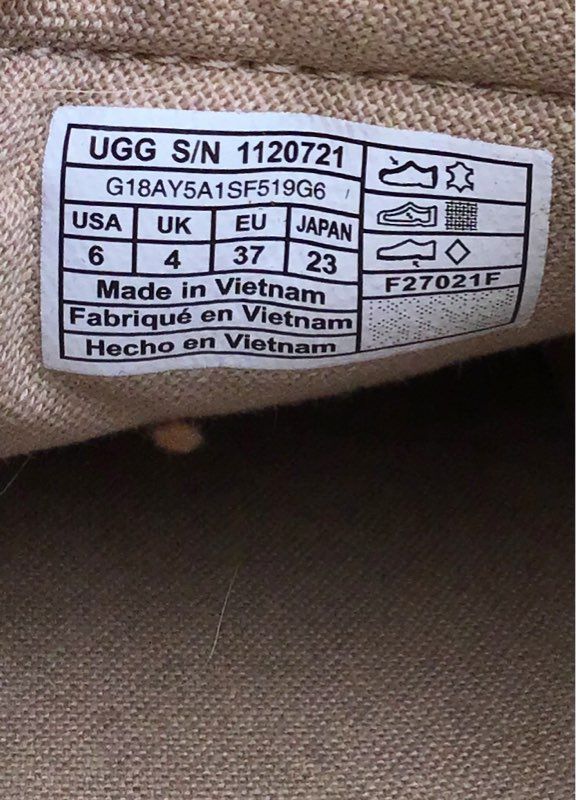 UGG S/N 1120721
G18AY5A1SF519G6
USA UK EU JAPAN
6 4 37 23
Made in Vietnam
Fabriqué en Vietnam
Hecho en Vietnam
F27021F